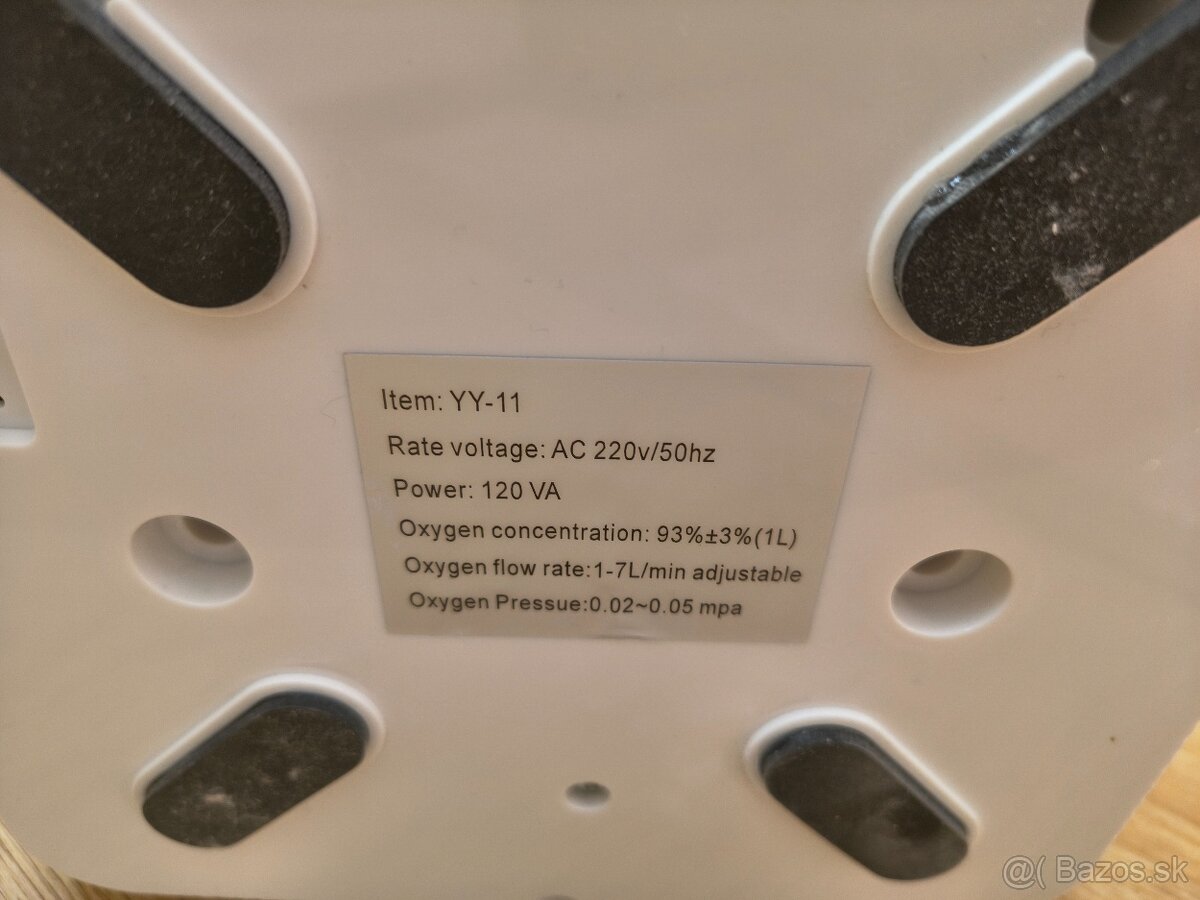 Item: YY-11
Rate voltage: AC 220v/50hz
Power: 120 VA
Oxygen concentration: 93%±3%(1L)
Oxygen flow rate:1-7L/min adjustable
Oxygen Pressue:0.02~0.05 mpa
@( Bazos.sk